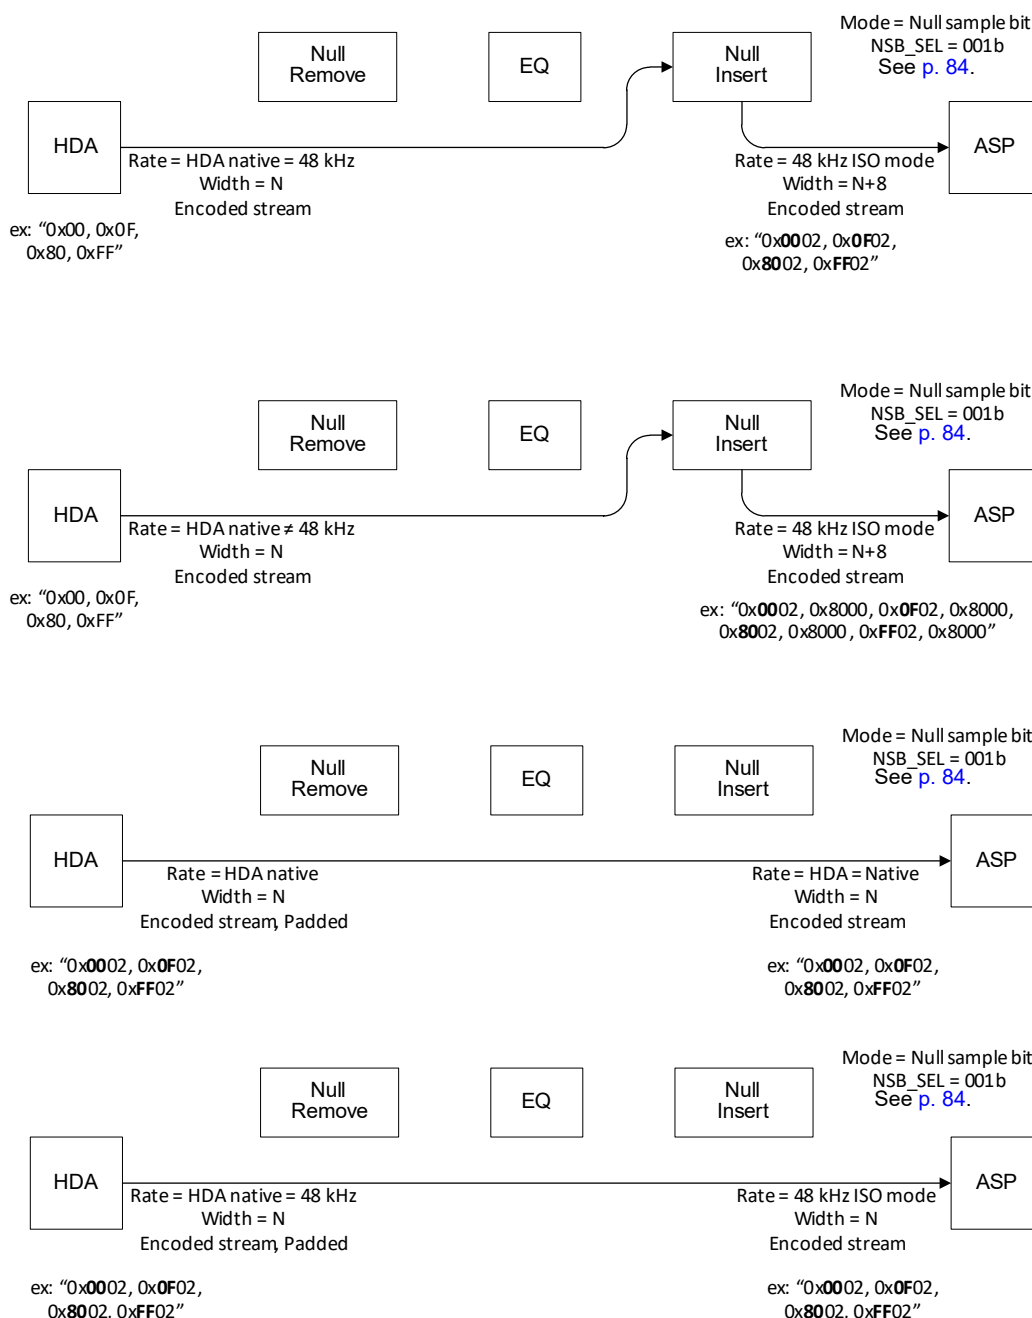 Mode = Null sample bit
NSB_SEL = 001b
See p. 84.
Null
Remove
EQ
Null
Insert
HDA
ASP
Rate = HDA native = 48 kHz
Width = N
Encoded stream
Rate = 48 kHz ISO mode
Width = N+8
Encoded stream
ex: “0x00, 0x0F,
0x80, 0xFF”
ex: “0x0002, 0x0F02,
0x8002, 0xFF02”
Mode = Null sample bit
NSB_SEL = 001b
See p. 84.
Null
Remove
EQ
Null
Insert
HDA
ASP
Rate = HDA native ≠ 48 kHz
Width = N
Encoded stream
Rate = 48 kHz ISO mode
Width = N+8
Encoded stream
ex: “0x00, 0x0F,
0x80, 0xFF”
ex: “0x0002, 0x8000, 0x0F02, 0x8000,
0x8002, 0x8000 , 0xFF02, 0x8000”
Mode = Null sample bit
NSB_SEL = 001b
See p. 84.
Null
Remove
EQ
Null
Insert
HDA
ASP
Rate = HDA native
Width = N
Encoded stream, Padded
Rate = HDA = Native
Width = N
Encoded stream
ex: “0x0002, 0x0F02,
0x8002, 0xFF02”
ex: “0x0002, 0x0F02,
0x8002, 0xFF02”
Mode = Null sample bit
NSB_SEL = 001b
See p. 84.
Null
Remove
EQ
Null
Insert
HDA
ASP
Rate = HDA native = 48 kHz
Width = N
Encoded stream, Padded
Rate = 48 kHz ISO mode
Width = N
Encoded stream
ex: “0x0002, 0x0F02,
0x8002, 0xFF02”
ex: “0x0002, 0x0F02,
0x8002, 0xFF02”